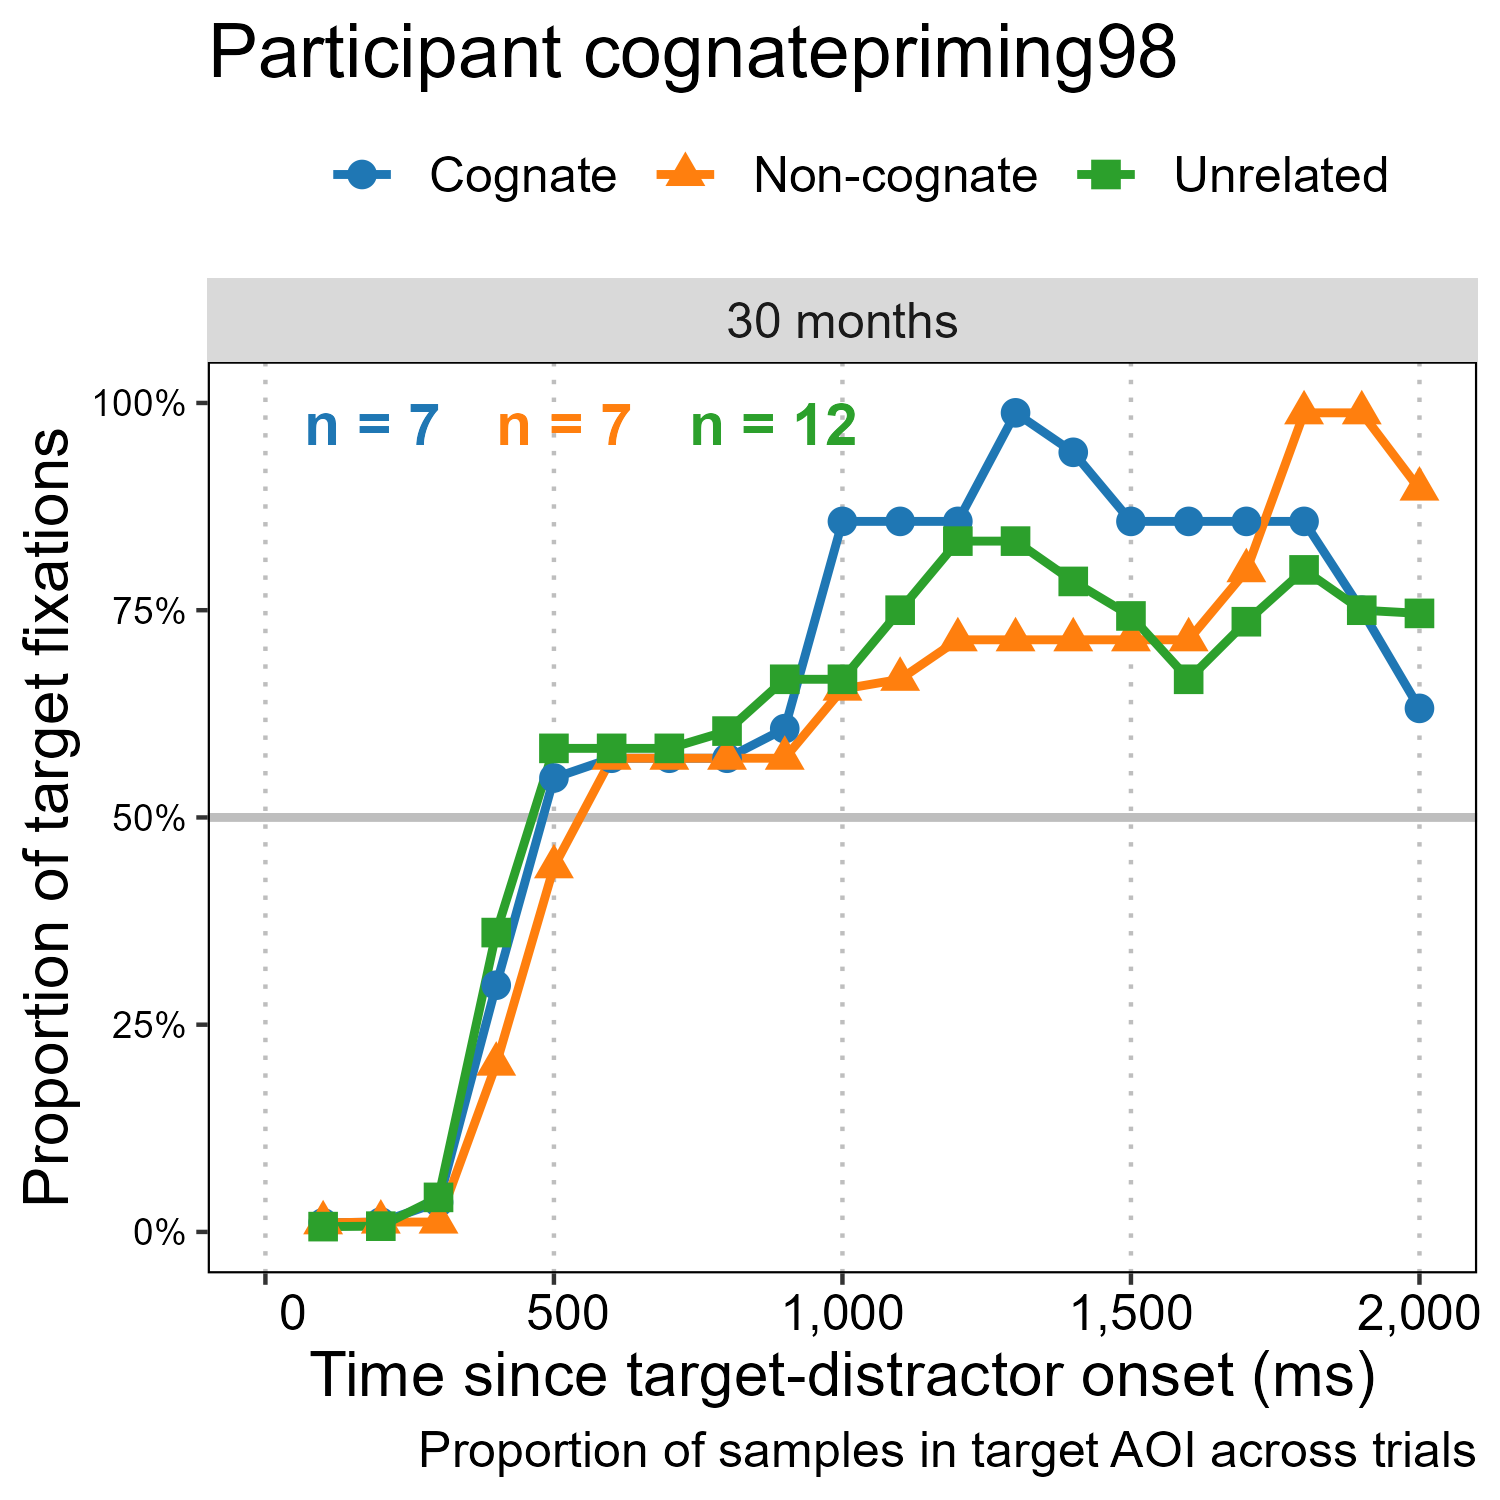 Participant cognatepriming98
Cognate Non-cognate Unrelated
30 months
n = 7 n = 7 n = 12
Proportion of target fixations
100%
75%
50%
25%
0%
0 500 1,000 1,500 2,000
Time since target-distractor onset (ms)
Proportion of samples in target AOI across trials